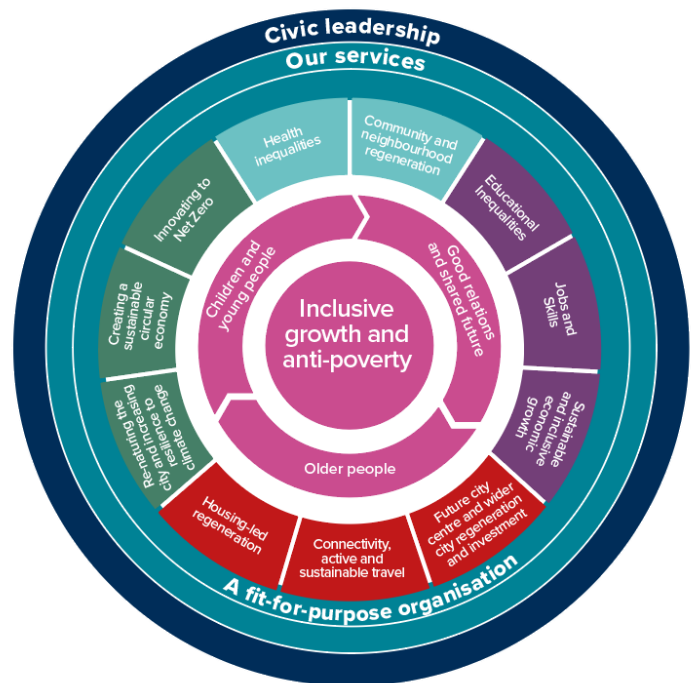 Civic leadership
Our services
Health
inequalities
Community and
neighbourhood
regeneration
Educational
Inequalities
Jobs and
Skills
Sustainable
and inclusive
economic
growth
Future city
centre and wider
city regeneration
and investment
Connectivity,
active and
sustainable travel
Housing-led
regeneration
Re-naturing the
city and increasing
resilience to
climate change
Creating a
sustainable
circular
economy
Innovating to
Net Zero
Children and
young people
Good relations
and shared future
Older people
Inclusive
growth and
anti-poverty
A fit-for-purpose organisation